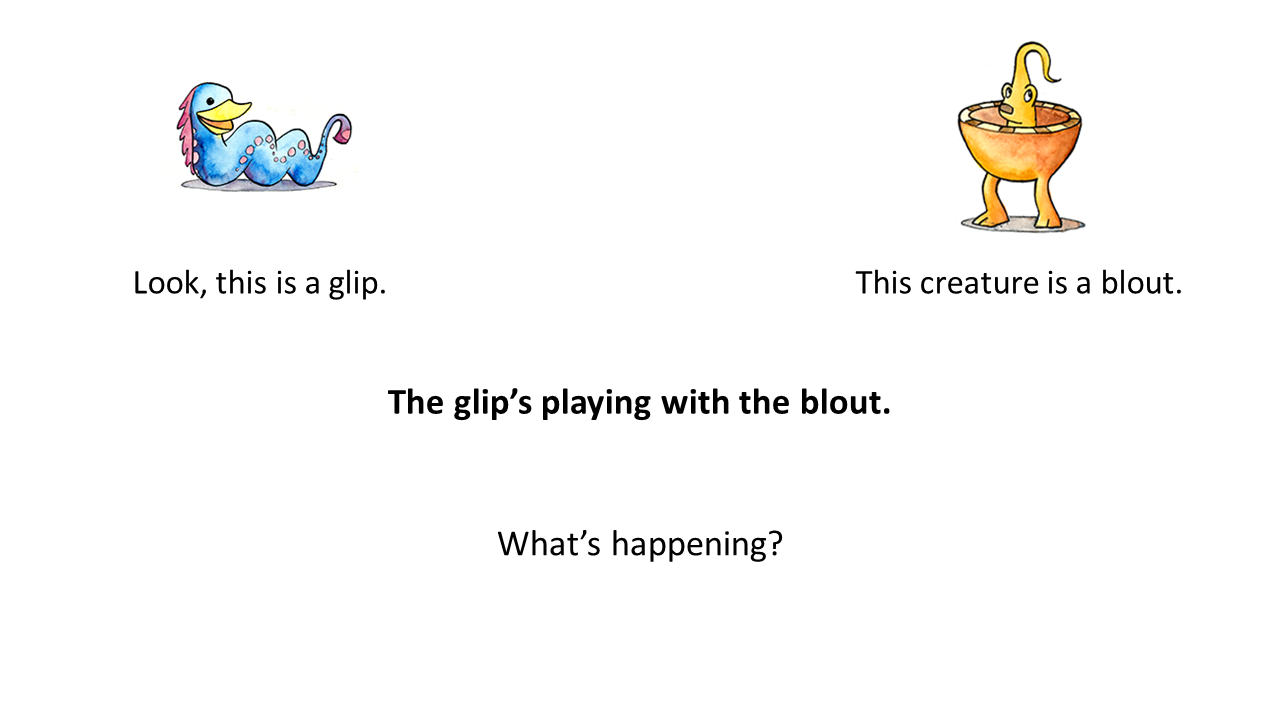 Look, this is a glip.
This creature is a blout.
The glip’s playing with the blout.
What’s happening?